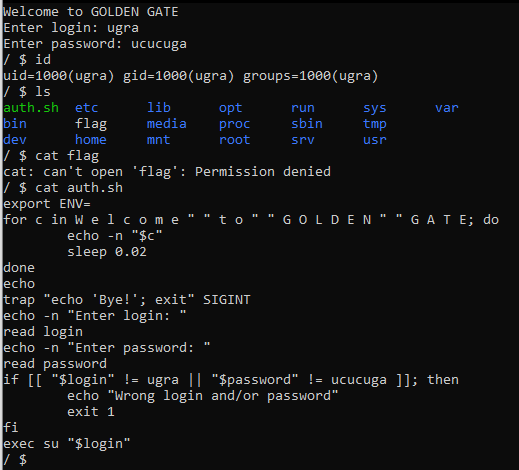 Welcome to GOLDEN GATE
Enter login: ugra
Enter password: ucucuga
/ $ id
uid=1000(ugra) gid=1000(ugra) groups=1000(ugra)
/ $ ls
auth.sh  etc      lib      opt      run      sys      var
bin      flag     media    proc     sbin     tmp
dev      home     mnt      root     srv      usr
/ $ cat flag
cat: can't open 'flag': Permission denied
/ $ cat auth.sh
export ENV=
for c in W e l c o m e " " t o " " G O L D E N " " G A T E; do
        echo -n "$c"
        sleep 0.02
done
echo
trap "echo 'Bye!'; exit" SIGINT
echo -n "Enter login: "
read login
echo -n "Enter password: "
read password
if [[ "$login" != ugra || "$password" != ucucuga ]]; then
        echo "Wrong login and/or password"
        exit 1
fi
exec su "$login"
/ $